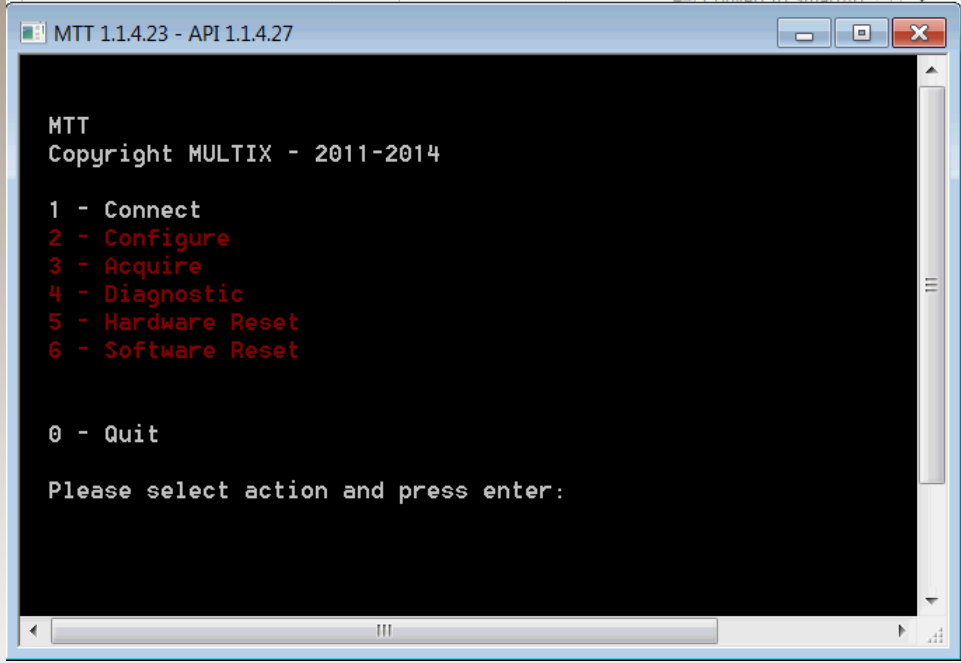 MTT 1.1.4.23 - API 1.1.4.27
MTT
Copyright MULTIX - 2011-2014
1 - Connect
2 - Configure
3 - Acquire
4 - Diagnostic
5 - Hardware Reset
6 - Software Reset
0 - Quit
Please select action and press enter: